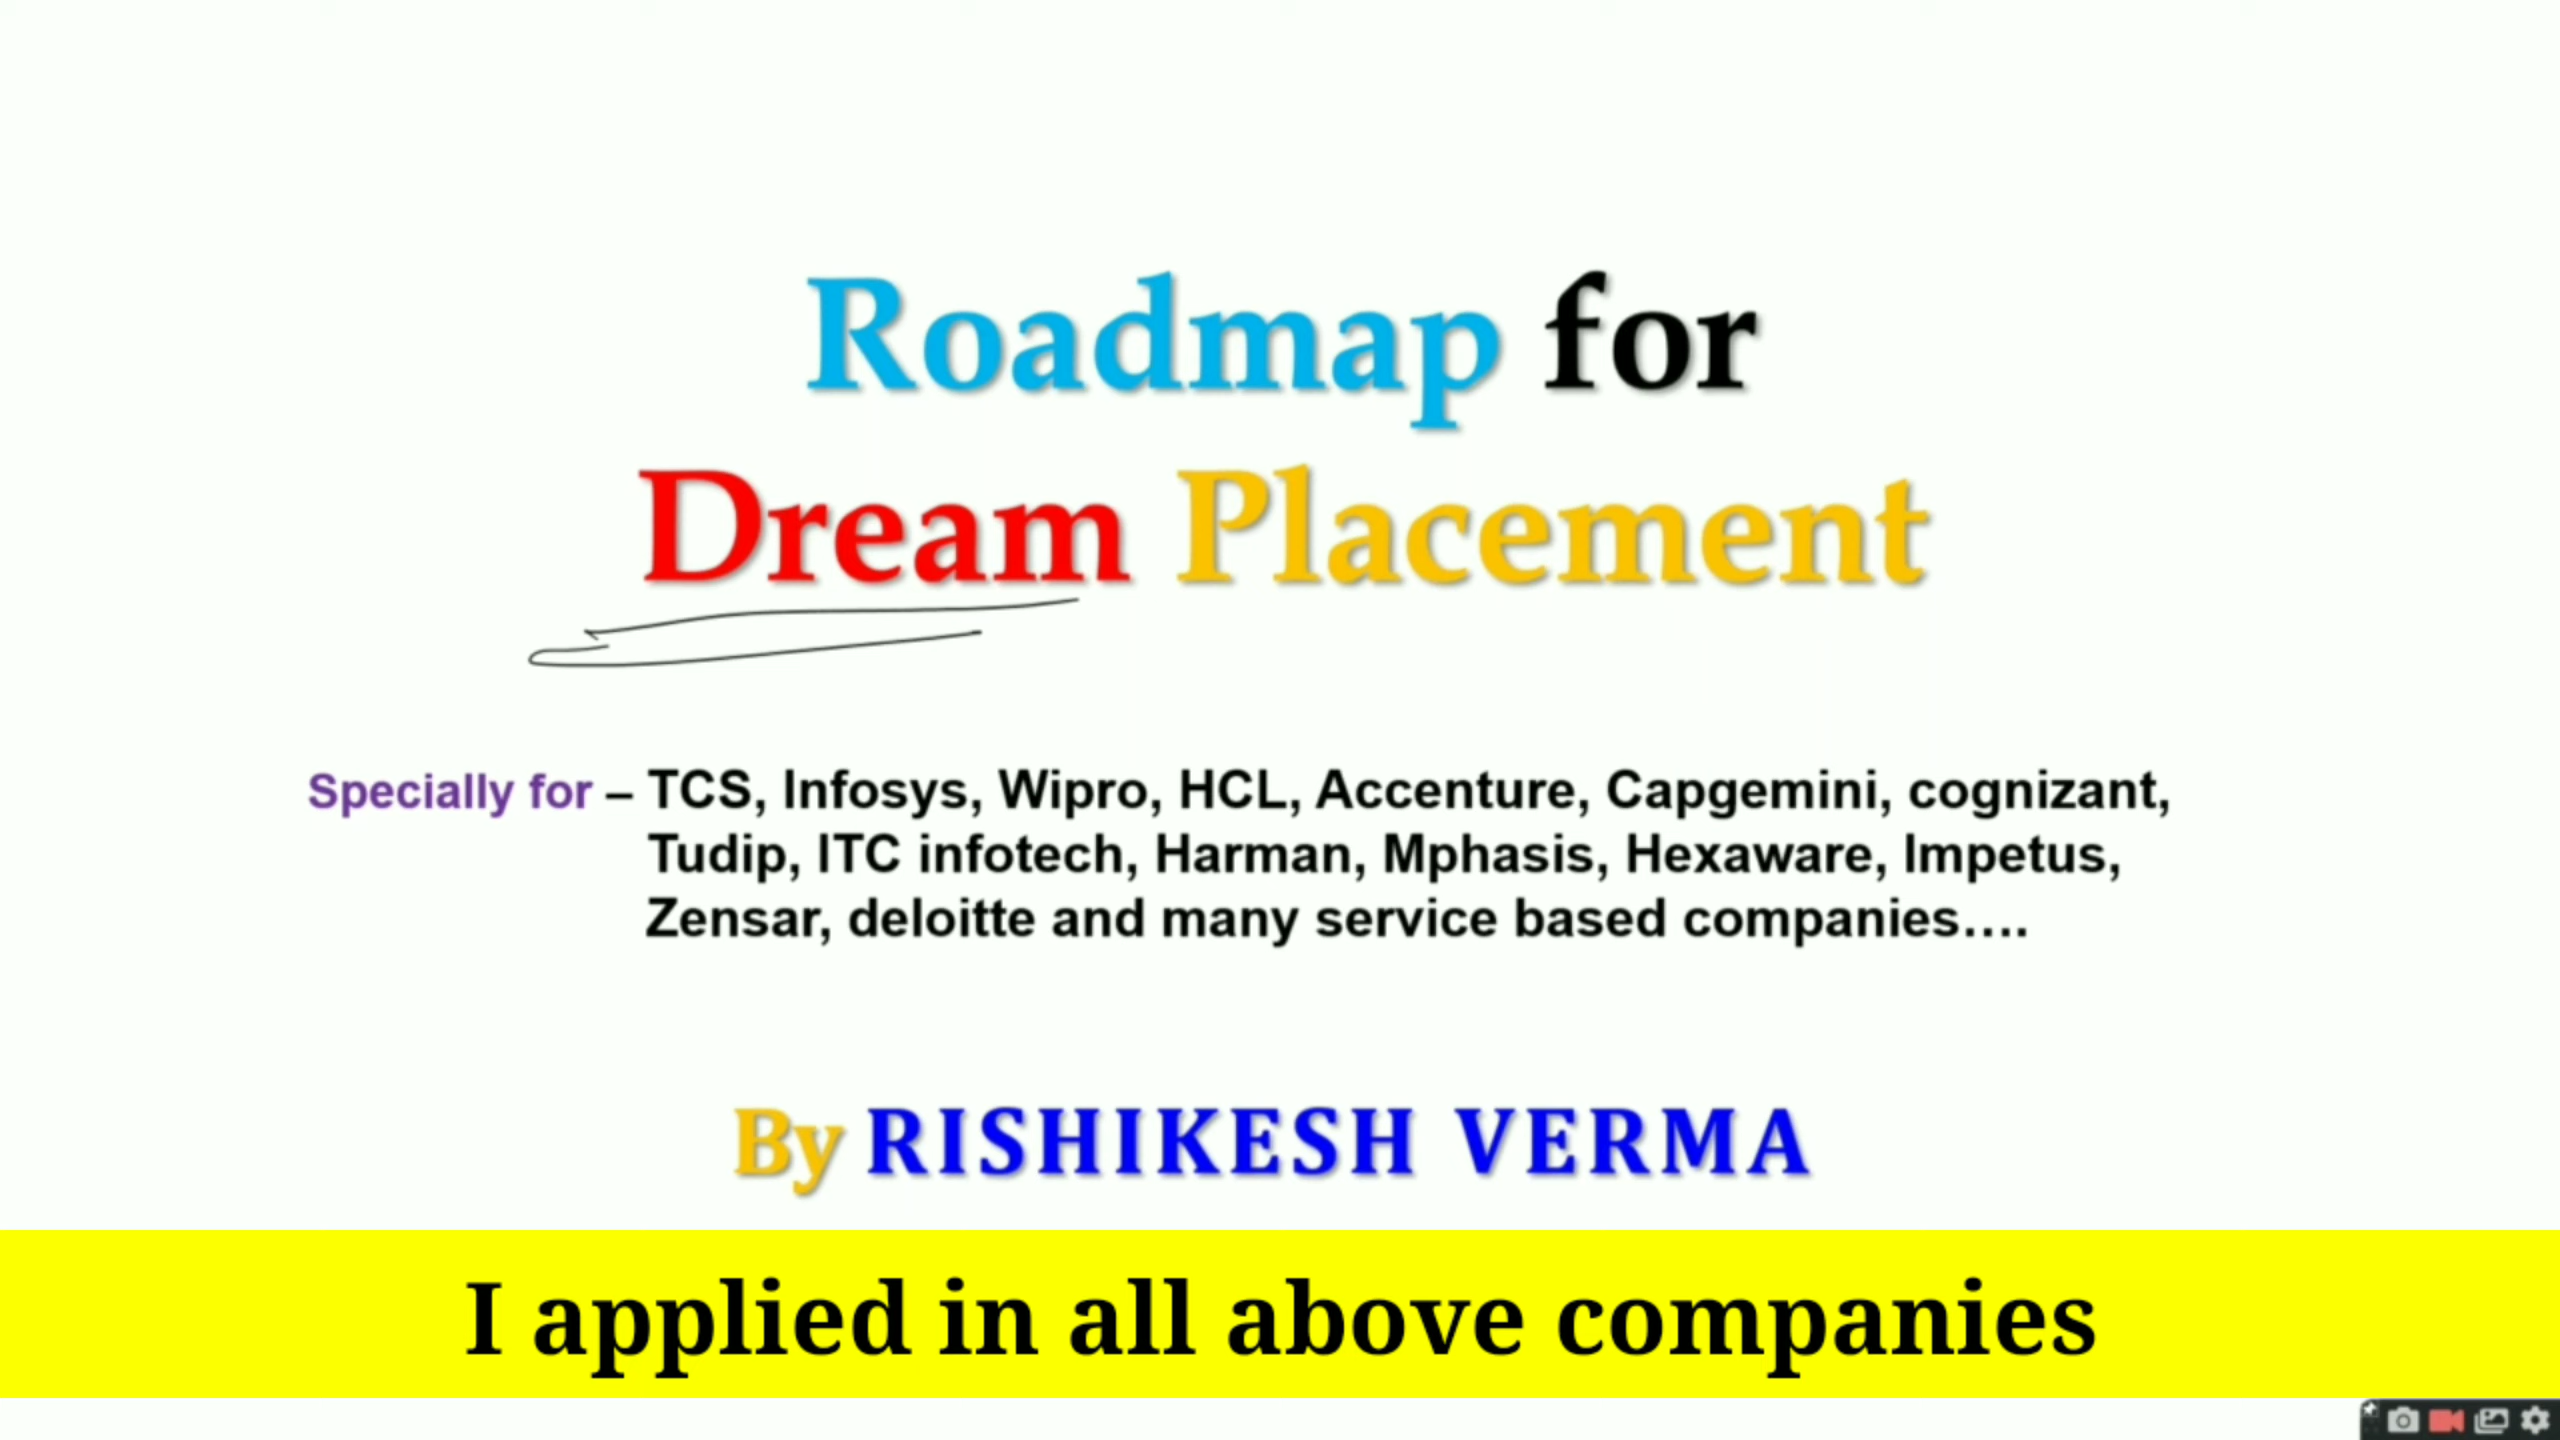 Roadmap for
Dream Placement
Specially for – TCS, Infosys, Wipro, HCL, Accenture, Capgemini, cognizant,
Tudip, ITC infotech, Harman, Mphasis, Hexaware, Impetus,
Zensar, deloitte and many service based companies....
By RISHIKESH VERMA
I applied in all above companies